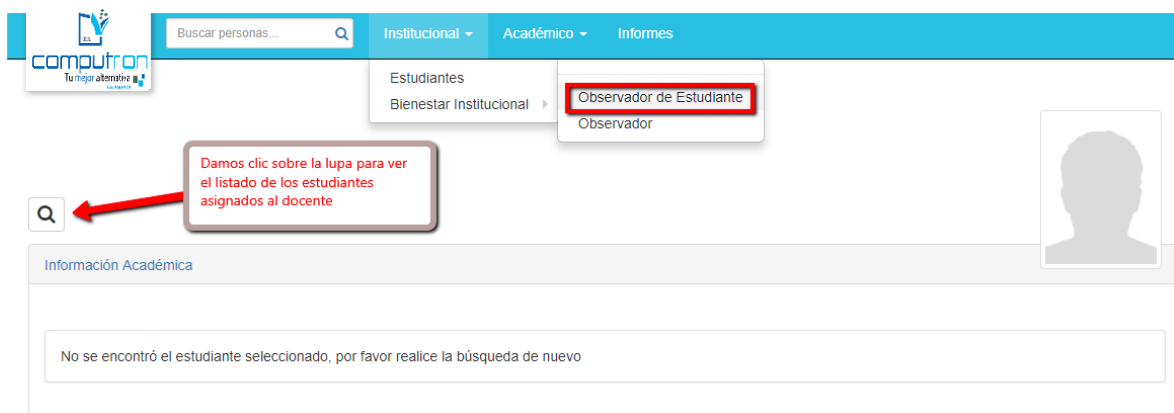 Buscar personas...
Institucional
Académico
Informes
computron
Tu mejor alternativa
Estudiantes
Bienestar Institucional
Observador de Estudiante
Observador
Damos clic sobre la lupa para ver
el listado de los estudiantes
asignados al docente
Información Académica
No se encontró el estudiante seleccionado, por favor realice la búsqueda de nuevo